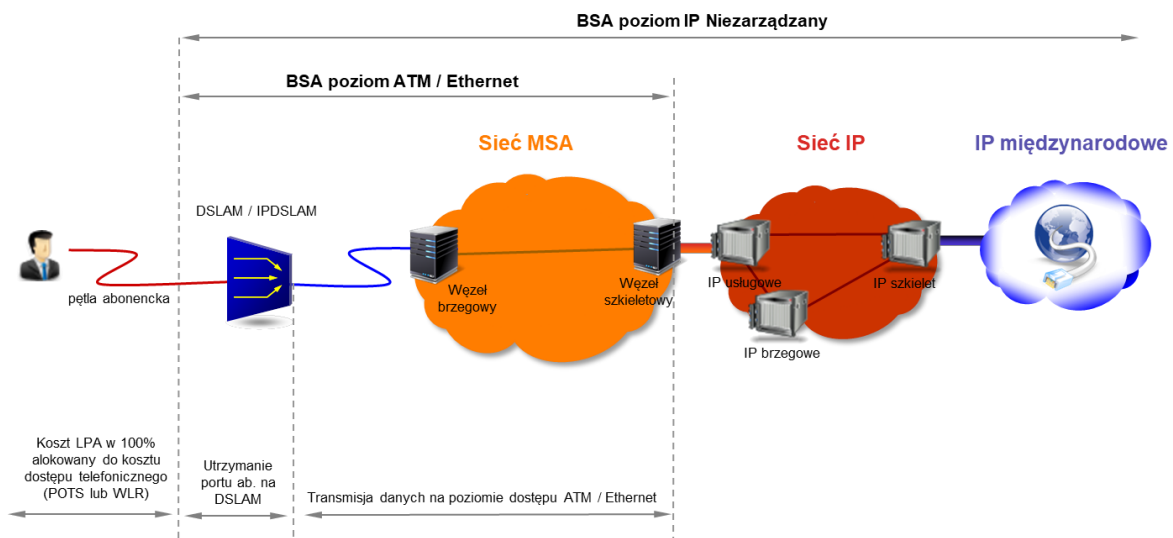 BSA poziom IP Niezarządzany
BSA poziom ATM / Ethernet
Sieć MSA
Sieć IP
IP międzynarodowe
DSLAM / IPDSLAM
pętla abonencka
Węzeł
brzegowy
Węzeł
szkieletowy
IP usługowe
IP szkielet
IP brzegowe
Koszt LPA w 100%
alokowany do kosztu
dostępu telefonicznego
(POTS lub WLR)
Utrzymanie
portu ab. na
DSLAM
Transmisja danych na poziomie dostępu ATM / Ethernet